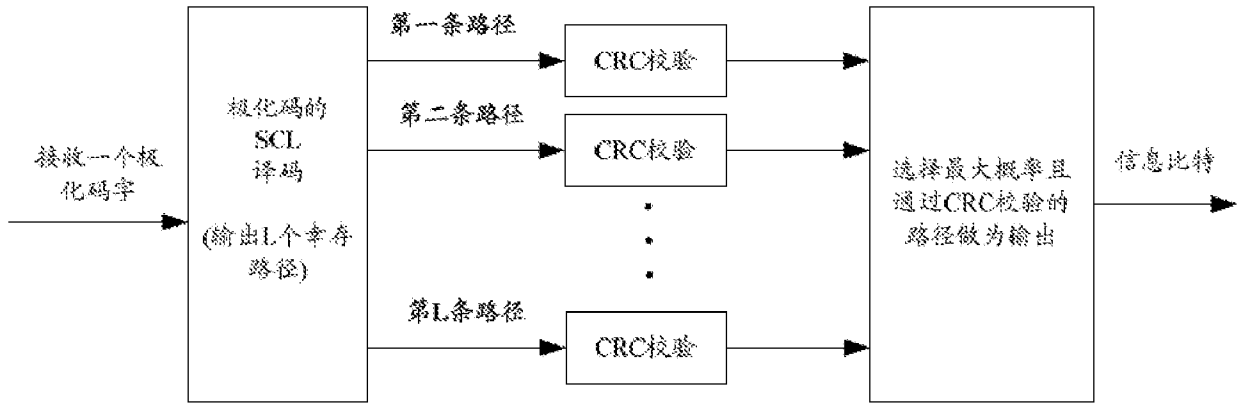 接收一个极
化码字
极化码的
SCL
译码
(输出L个幸存
路径)
第一条路径
CRC校验
第二条路径
CRC校验
第L条路径
CRC校验
选择最大概率且
通过CRC校验的
路径做为输出
信息比特